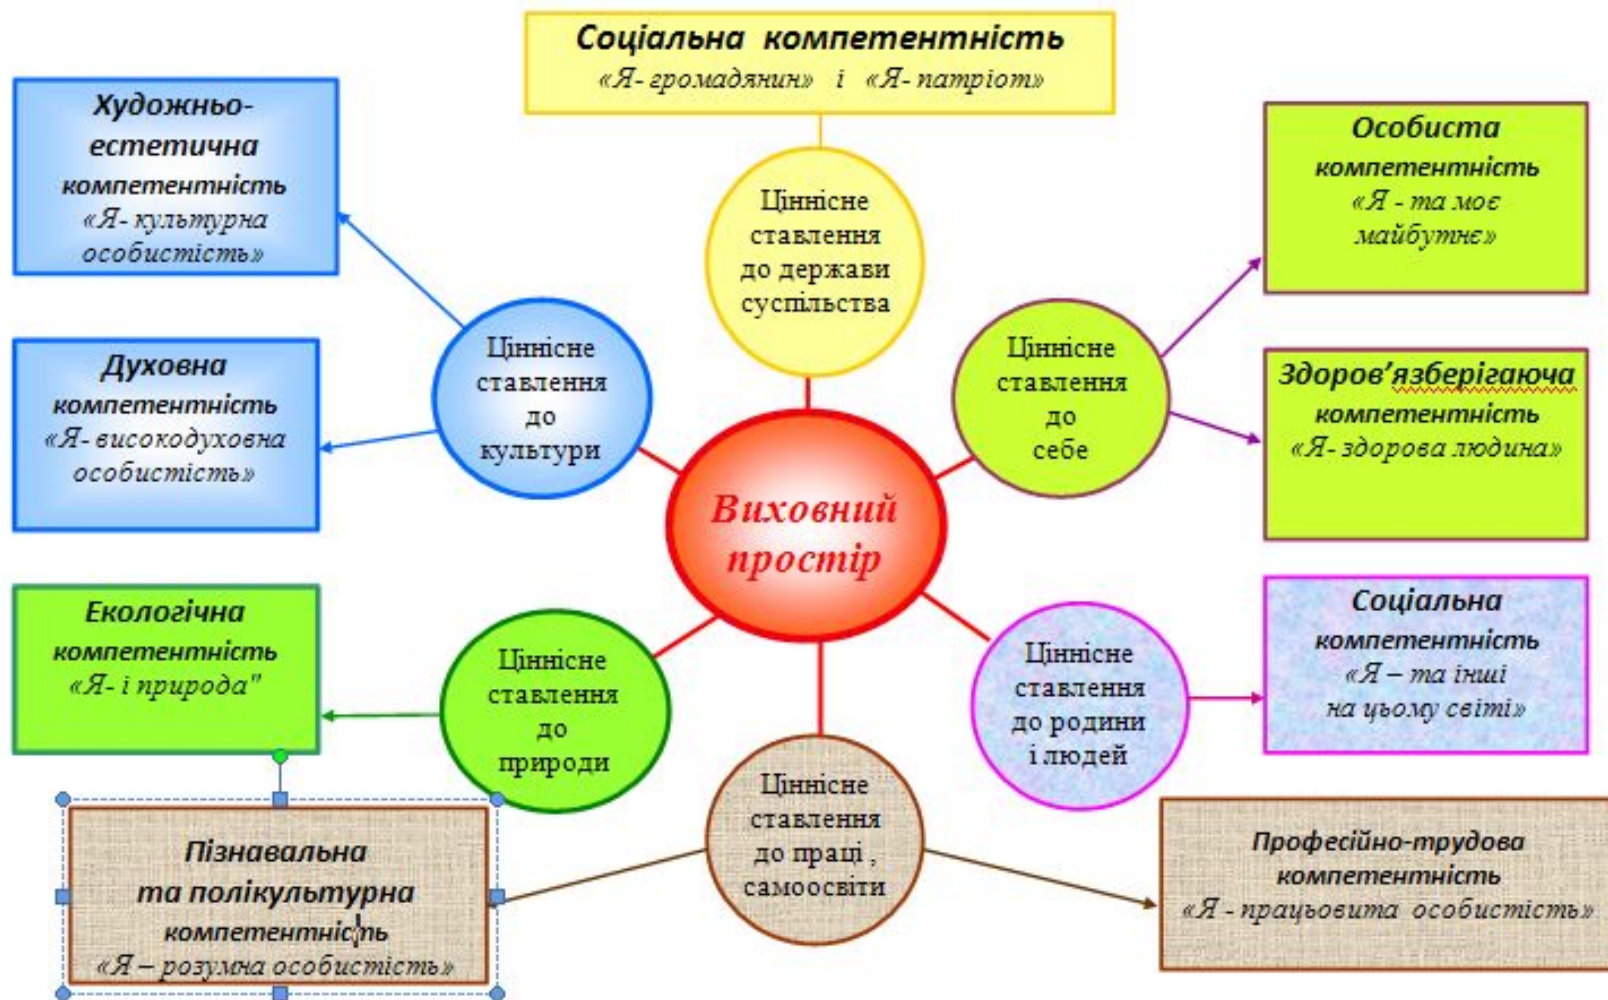 Соціальна компетентність
«Я- громадянин» і «Я- патріот»
Художньо-
естетична
компетентність
«Я- культурна
особистість»
Ціннісне
ставлення
до держави
суспільства
Особиста
компетентність
«Я - та моє
майбутнє»
Духовна
компетентність
«Я- високодуховна
особистість»
Ціннісне
ставлення
до
культури
Ціннісне
ставлення
до
себе
Здоров’язберігаюча
компетентність
«Я- здорова людина»
Виховний
простір
Екологічна
компетентність
«Я- і природа"
Ціннісне
ставлення
до
природи
Ціннісне
ставлення
до родини
і людей
Соціальна
компетентність
«Я – та інші
на цьому світі»
Пізнавальна
та полікультурна
компетентність
«Я – розумна особистість»
Ціннісне
ставлення
до праці ,
самоосвіти
Професійно-трудова
компетентність
«Я - працьовита особистість»